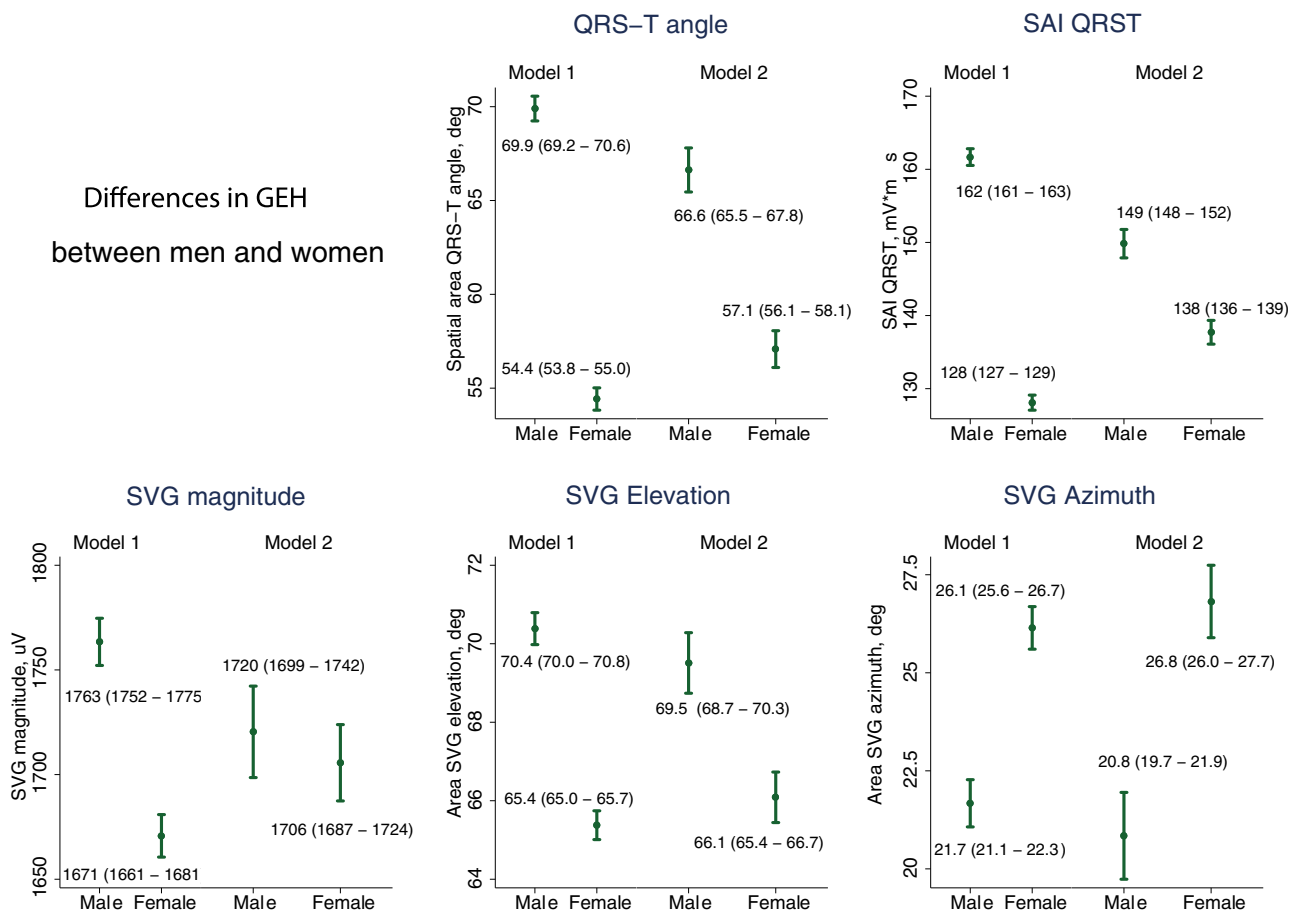 Differences in GEH
between men and women
QRS−T angle
Model 1 Model 2
Spatial area QRS−T angle, deg
70
65
60
55
69.9 (69.2 − 70.6)
66.6 (65.5 − 67.8)
57.1 (56.1 − 58.1)
54.4 (53.8 − 55.0)
Male Female Male Female
SAI QRST
Model 1 Model 2
SAI QRST, mV*m s
170
160
150
140
130
162 (161 − 163)
149 (148 − 152)
138 (136 − 139)
128 (127 − 129)
Male Female Male Female
SVG magnitude
Model 1 Model 2
SVG magnitude, uV
1800
1750
1700
1650
1720 (1699 − 1742)
1763 (1752 − 1775
1706 (1687 − 1724)
1671 (1661 − 1681
Male Female Male Female
SVG Elevation
Model 1 Model 2
Area SVG elevation, deg
72
70
68
66
64
70.4 (70.0 − 70.8)
69.5 (68.7 − 70.3)
65.4 (65.0 − 65.7)
66.1 (65.4 − 66.7)
Male Female Male Female
SVG Azimuth
Model 1 Model 2
Area SVG azimuth, deg
27.5
25
22.5
20
26.1 (25.6 − 26.7)
26.8 (26.0 − 27.7)
20.8 (19.7 − 21.9)
21.7 (21.1 − 22.3)
Male Female Male Female